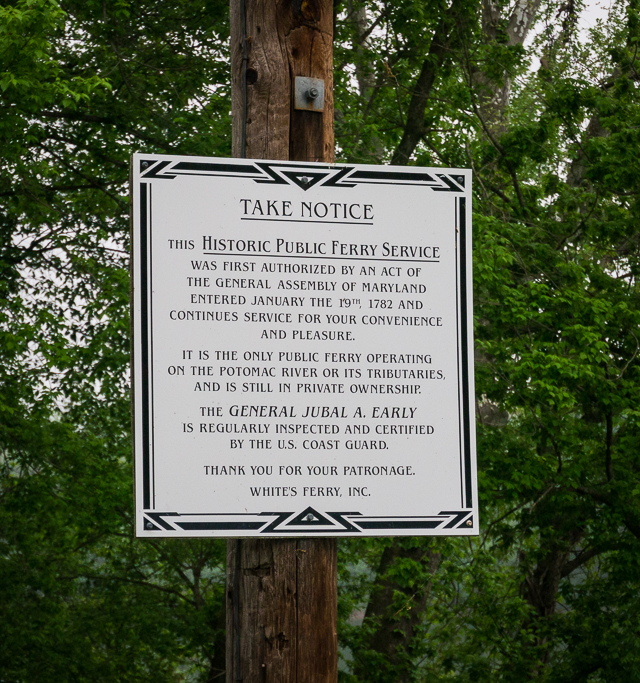 TAKE NOTICE
THIS HISTORIC PUBLIC FERRY SERVICE
WAS FIRST AUTHORIZED BY AN ACT OF
THE GENERAL ASSEMBLY OF MARYLAND
ENTERED JANUARY THE 19TH, 1782 AND
CONTINUES SERVICE FOR YOUR CONVENIENCE
AND PLEASURE.
IT IS THE ONLY PUBLIC FERRY OPERATING
ON THE POTOMAC RIVER OR ITS TRIBUTARIES,
AND IS STILL IN PRIVATE OWNERSHIP.
THE GENERAL JUBAL A. EARLY
IS REGULARLY INSPECTED AND CERTIFIED
BY THE U.S. COAST GUARD.
THANK YOU FOR YOUR PATRONAGE.
WHITE'S FERRY, INC.